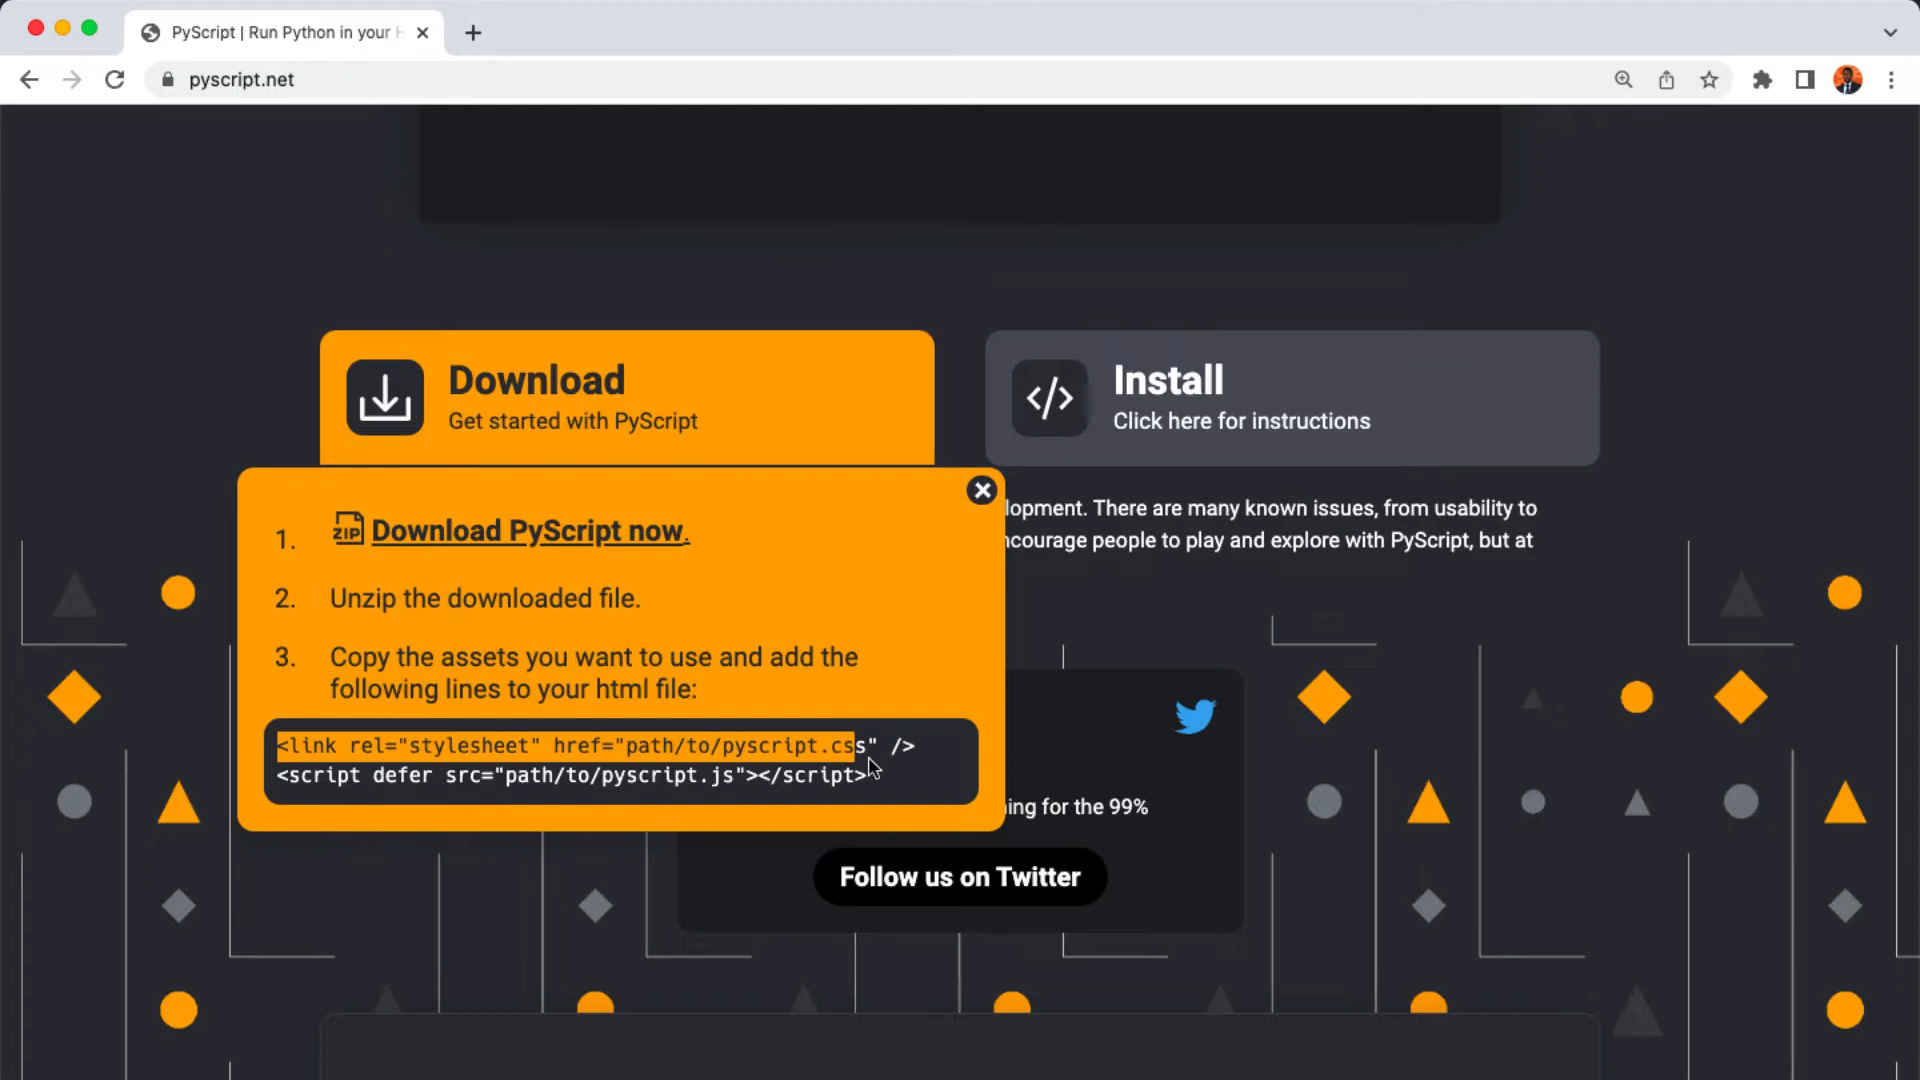 PyScript | Run Python in your H
pyscript.net
Download
Get started with PyScript
Install
Click here for instructions
lopment. There are many known issues, from usability to
ncourage people to play and explore with PyScript, but at
1. ZIP Download PyScript now.
2. Unzip the downloaded file.
3. Copy the assets you want to use and add the
following lines to your html file:
<link rel="stylesheet" href="path/to/pyscript.css" />
<script defer src="path/to/pyscript.js"></script>
ing for the 99%
Follow us on Twitter